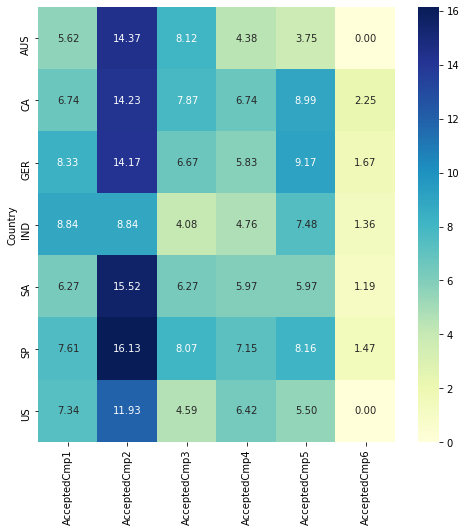 Country
AUS 5.62 14.37 8.12 4.38 3.75 0.00
CA 6.74 14.23 7.87 6.74 8.99 2.25
GER 8.33 14.17 6.67 5.83 9.17 1.67
IND 8.84 8.84 4.08 4.76 7.48 1.36
SA 6.27 15.52 6.27 5.97 5.97 1.19
SP 7.61 16.13 8.07 7.15 8.16 1.47
US 7.34 11.93 4.59 6.42 5.50 0.00
AcceptedCmp1 AcceptedCmp2 AcceptedCmp3 AcceptedCmp4 AcceptedCmp5 AcceptedCmp6
16
14
12
10
8
6
4
2
0